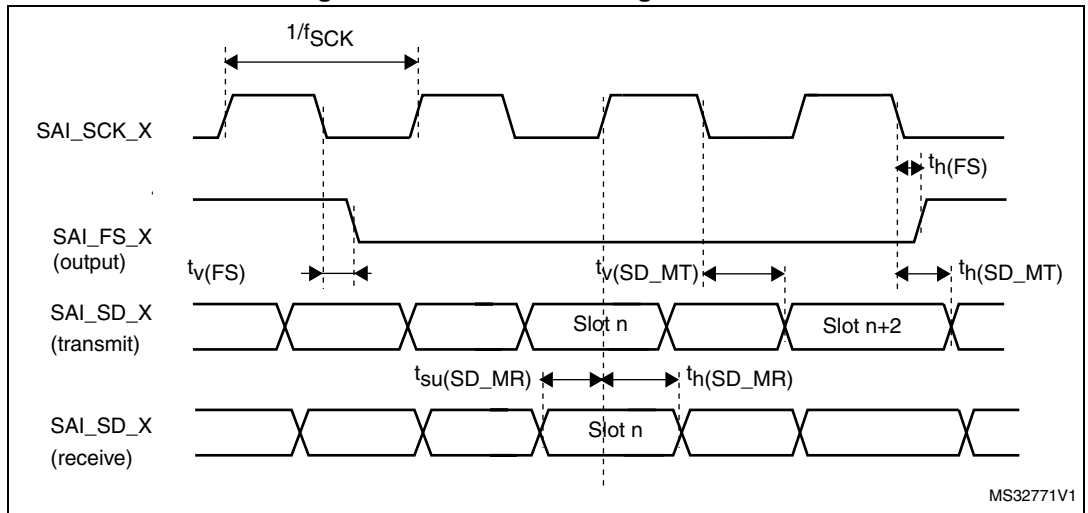 1/fSCK
SAI_SCK_X
th(FS)
SAI_FS_X
(output)
tv(FS)
tv(SD_MT)
th(SD_MT)
SAI_SD_X
(transmit)
Slot n
Slot n+2
tsu(SD_MR)
th(SD_MR)
SAI_SD_X
(receive)
Slot n
MS32771V1